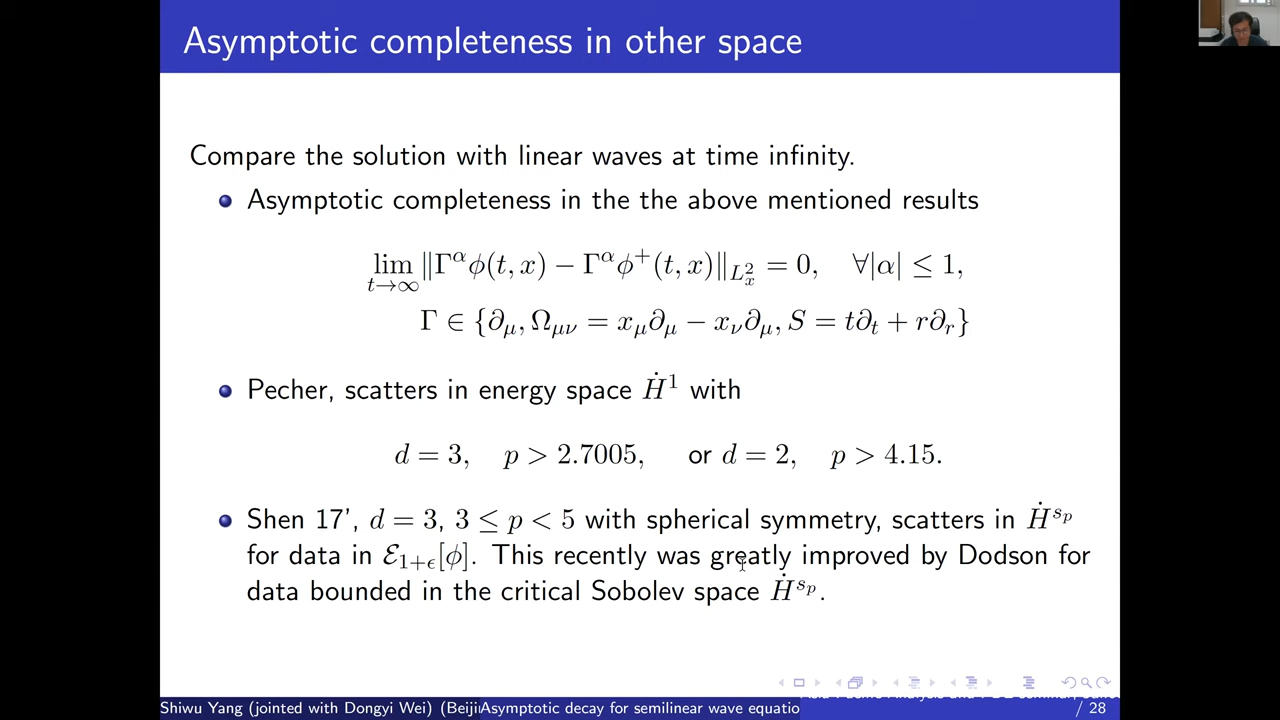 Asymptotic completeness in other space
Compare the solution with linear waves at time infinity.
Asymptotic completeness in the the above mentioned results
lim_{t→∞} ‖Γ^α φ(t, x) − Γ^α φ^+(t, x)‖_{L^2_x} = 0, ∀|α| ≤ 1,
Γ ∈ {∂_μ, Ω_{μν} = x_μ∂_μ − x_ν∂_μ, S = t∂_t + r∂_r}
Pecher, scatters in energy space Ḣ^1 with
d = 3, p > 2.7005, or d = 2, p > 4.15.
Shen 17', d = 3, 3 ≤ p < 5 with spherical symmetry, scatters in Ḣ^{s_p}
for data in ℰ_{1+ϵ}[φ]. This recently was greatly improved by Dodson for
data bounded in the critical Sobolev space Ḣ^{s_p}.
Shiwu Yang (jointed with Dongyi Wei) (Beiji Asymptotic decay for semilinear wave equatio / 28